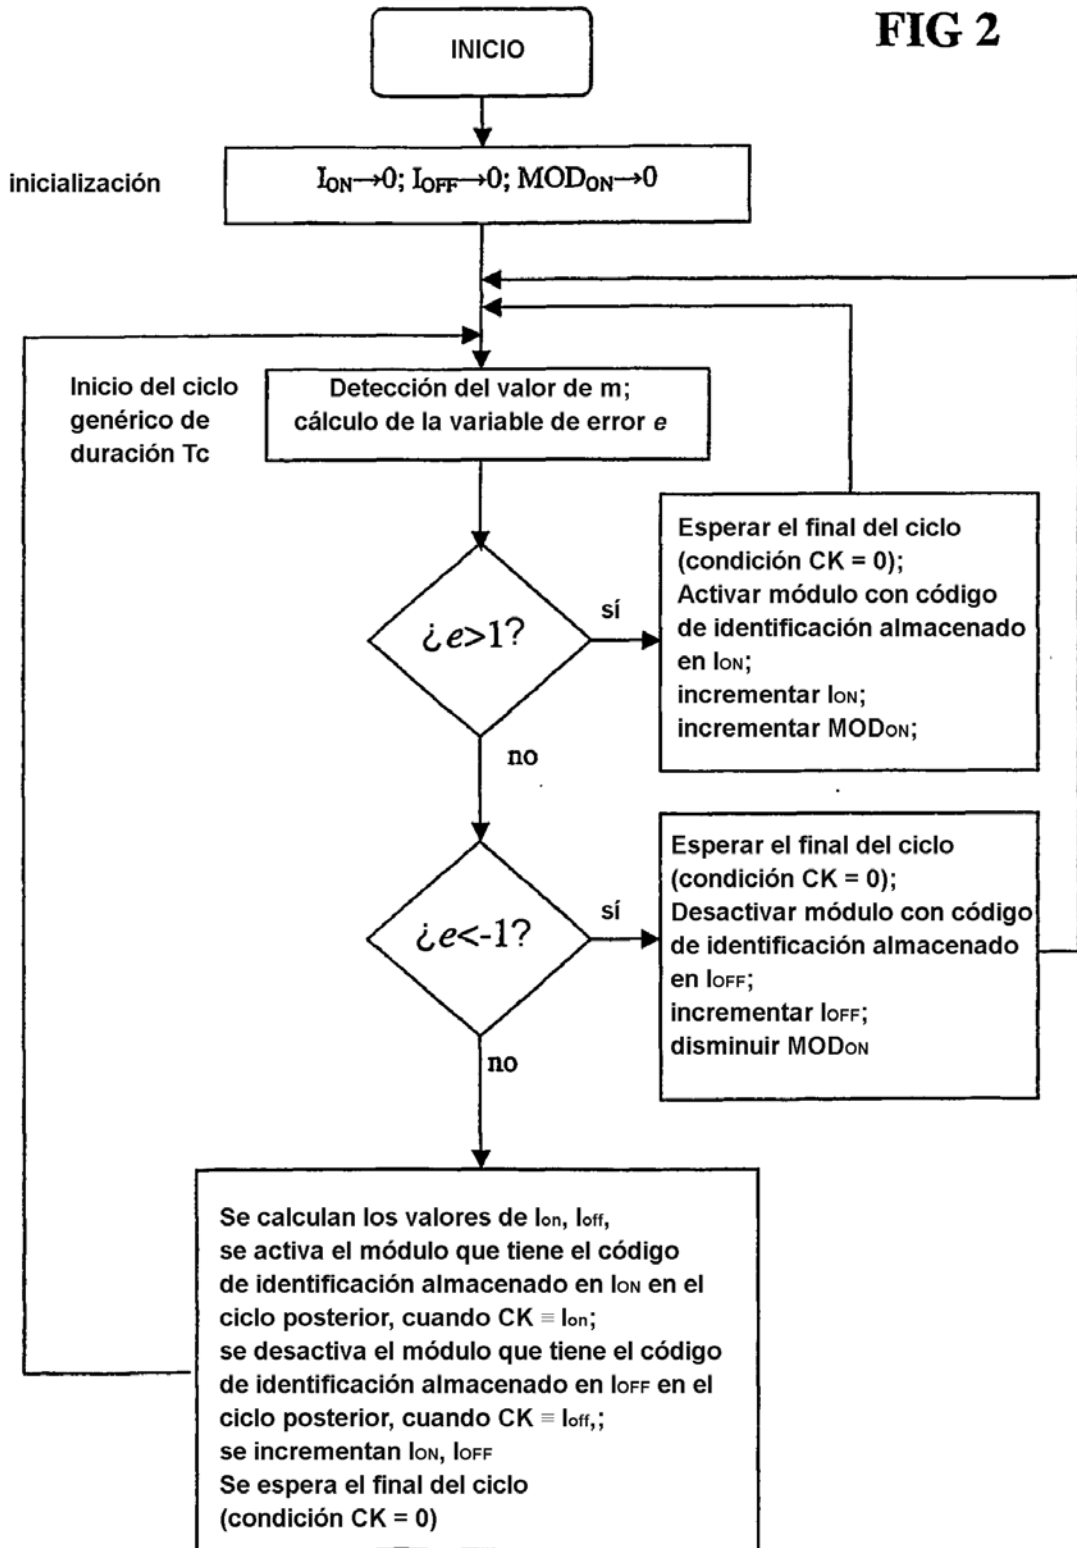 FIG 2
INICIO
inicialización
I_ON→0; I_OFF→0; MOD_ON→0
Inicio del ciclo
genérico de
duración Tc
Detección del valor de m;
cálculo de la variable de error e
¿e>1?
sí
Esperar el final del ciclo
(condición CK = 0);
Activar módulo con código
de identificación almacenado
en I_ON;
incrementar I_ON;
incrementar MOD_ON;
no
¿e<-1?
sí
Esperar el final del ciclo
(condición CK = 0);
Desactivar módulo con código
de identificación almacenado
en I_OFF;
incrementar I_OFF;
disminuir MOD_ON
no
Se calculan los valores de I_on, I_off,
se activa el módulo que tiene el código
de identificación almacenado en I_ON en el
ciclo posterior, cuando CK ≡ I_on;
se desactiva el módulo que tiene el código
de identificación almacenado en I_OFF en el
ciclo posterior, cuando CK ≡ I_off,;
se incrementan I_ON, I_OFF
Se espera el final del ciclo
(condición CK = 0)